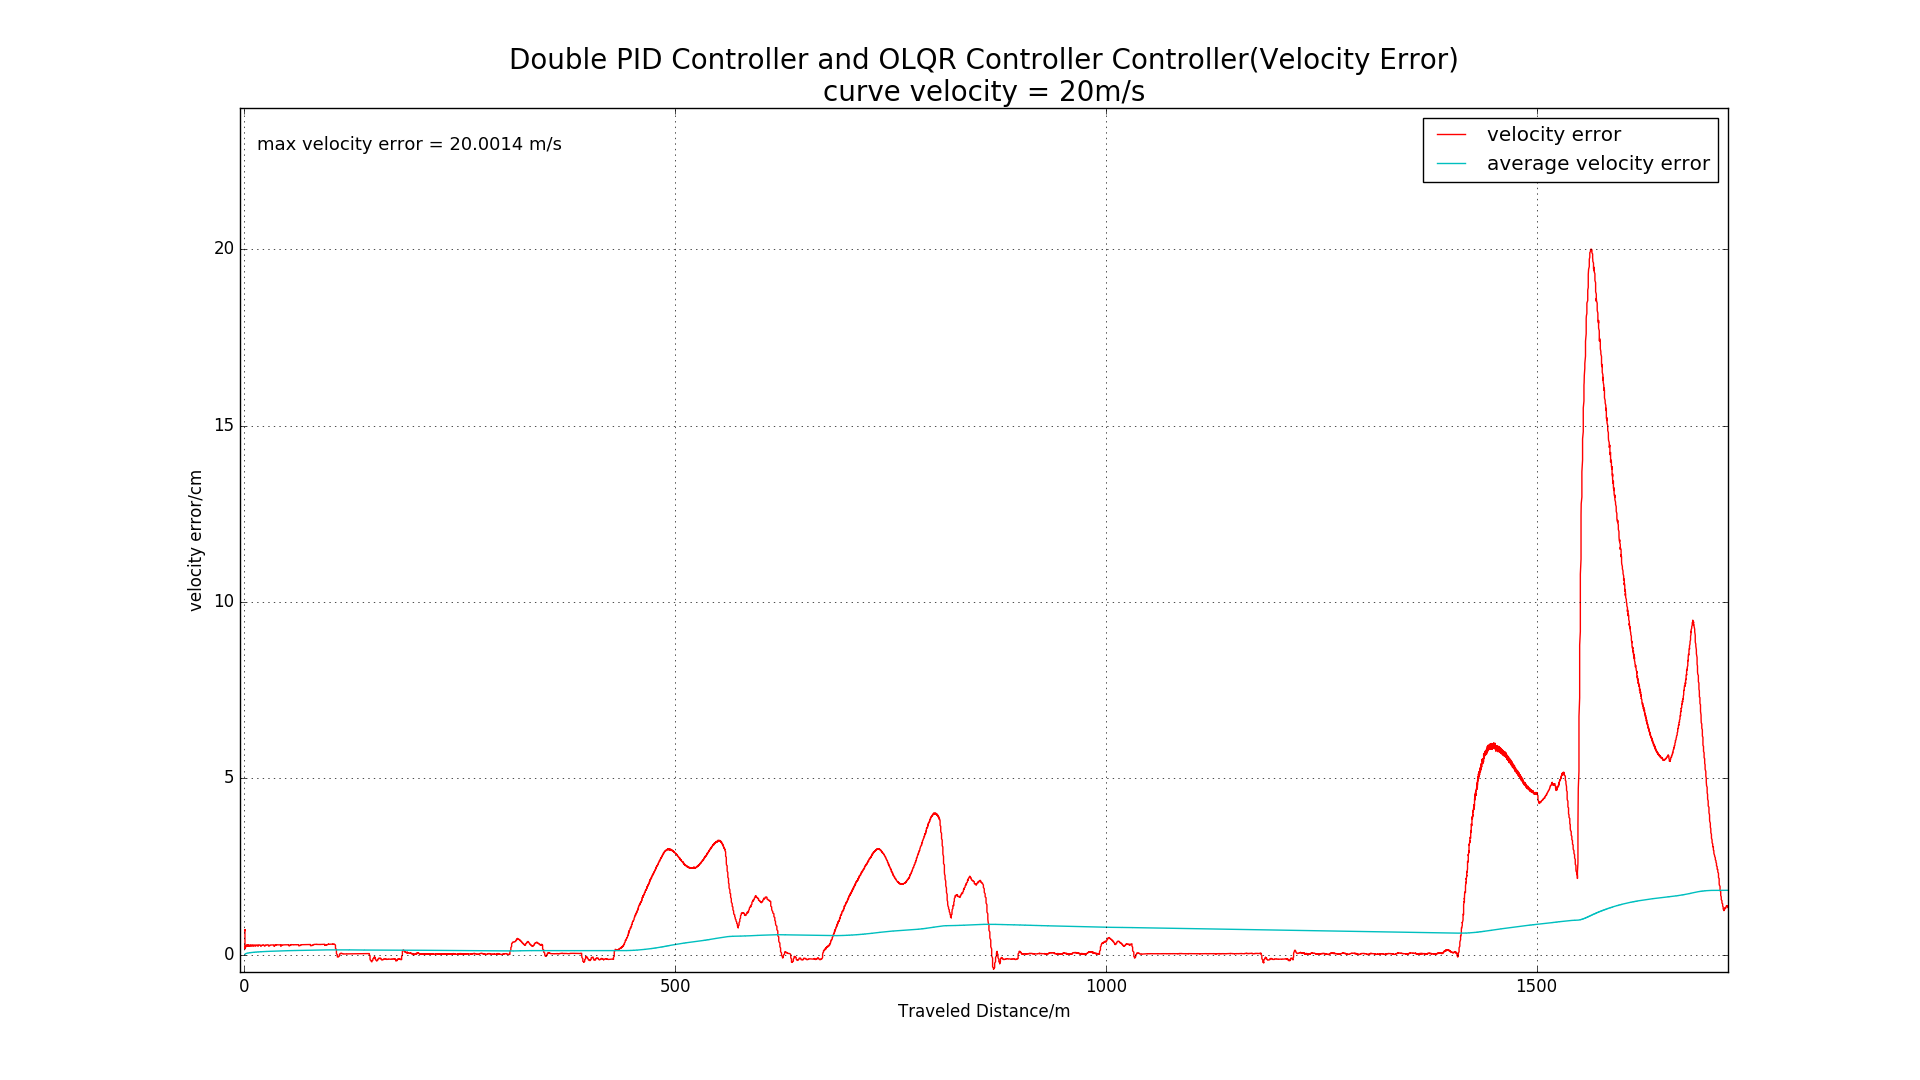 Double PID Controller and OLQR Controller Controller(Velocity Error)
curve velocity = 20m/s
max velocity error = 20.0014 m/s
velocity error
average velocity error
20
15
10
5
0
velocity error/cm
0
500
1000
1500
Traveled Distance/m